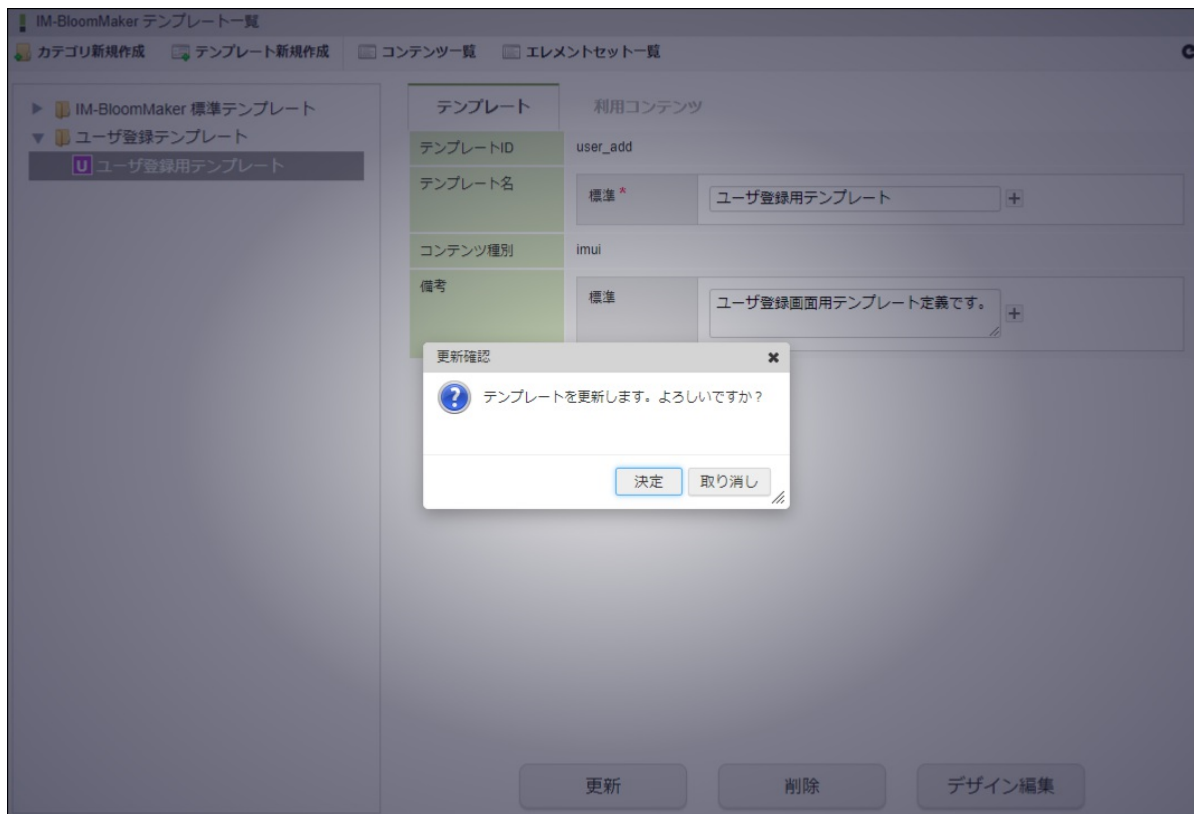 IM-BloomMaker テンプレート一覧
カテゴリ新規作成 テンプレート新規作成 コンテンツ一覧 エレメントセット一覧
IM-BloomMaker 標準テンプレート
ユーザ登録テンプレート
U ユーザ登録用テンプレート
テンプレート 利用コンテンツ
テンプレートID user_add
テンプレート名 標準* ユーザ登録用テンプレート
コンテンツ種別 imui
備考 標準 ユーザ登録画面用テンプレート定義です。
更新確認
テンプレートを更新します。よろしいですか?
決定 取り消し
更新 削除 デザイン編集